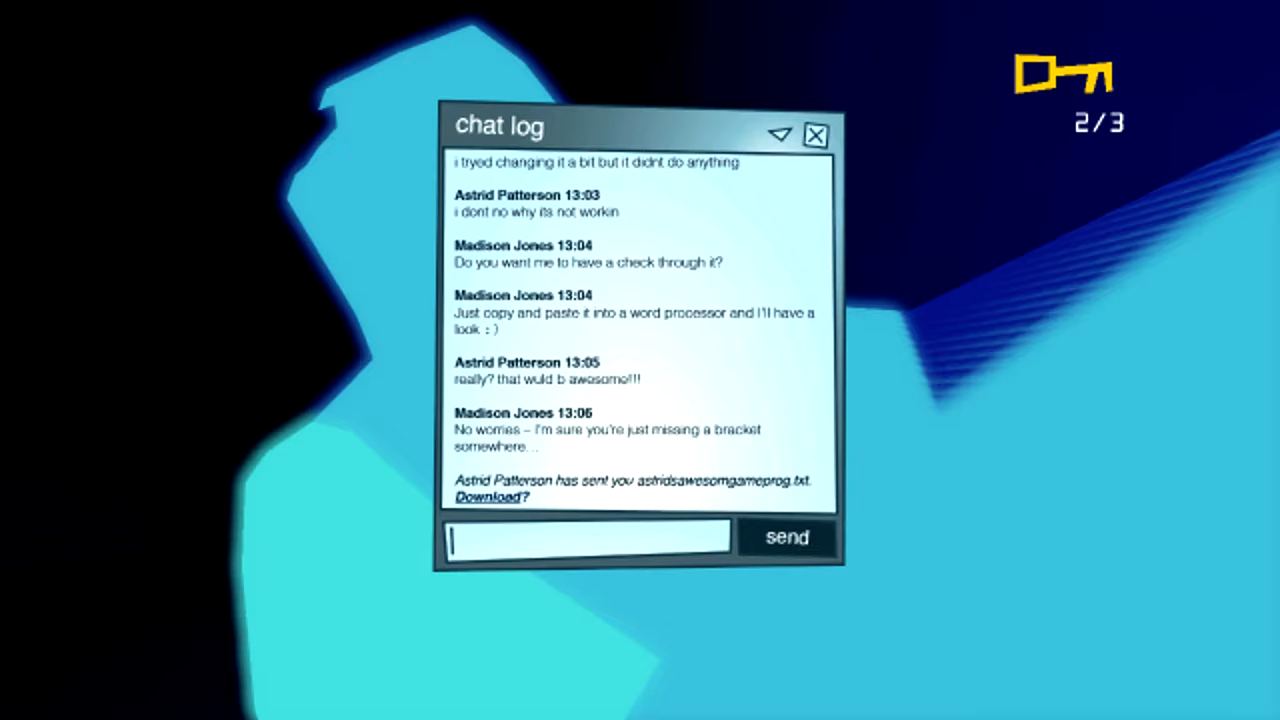 chat log
2/3
i tryed changing it a bit but it didnt do anything
Astrid Patterson 13:03
i dont no why its not workin
Madison Jones 13:04
Do you want me to have a check through it?
Madison Jones 13:04
Just copy and paste it into a word processor and I'll have a
look : )
Astrid Patterson 13:05
really? that wuld b awesome!!!
Madison Jones 13:06
No worries – I'm sure you're just missing a bracket
somewhere...
Astrid Patterson has sent you astridsawesomgameprog.txt.
Download?
send